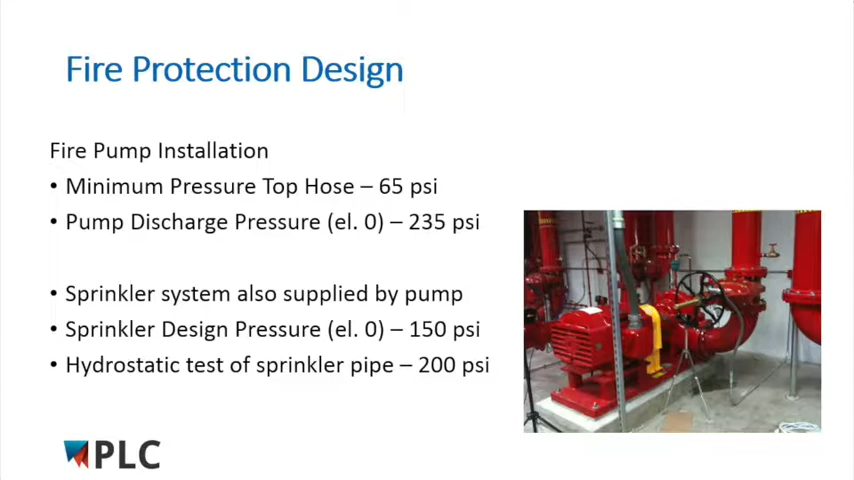 Fire Protection Design
Fire Pump Installation
• Minimum Pressure Top Hose – 65 psi
• Pump Discharge Pressure (el. 0) – 235 psi
• Sprinkler system also supplied by pump
• Sprinkler Design Pressure (el. 0) – 150 psi
• Hydrostatic test of sprinkler pipe – 200 psi
PLC